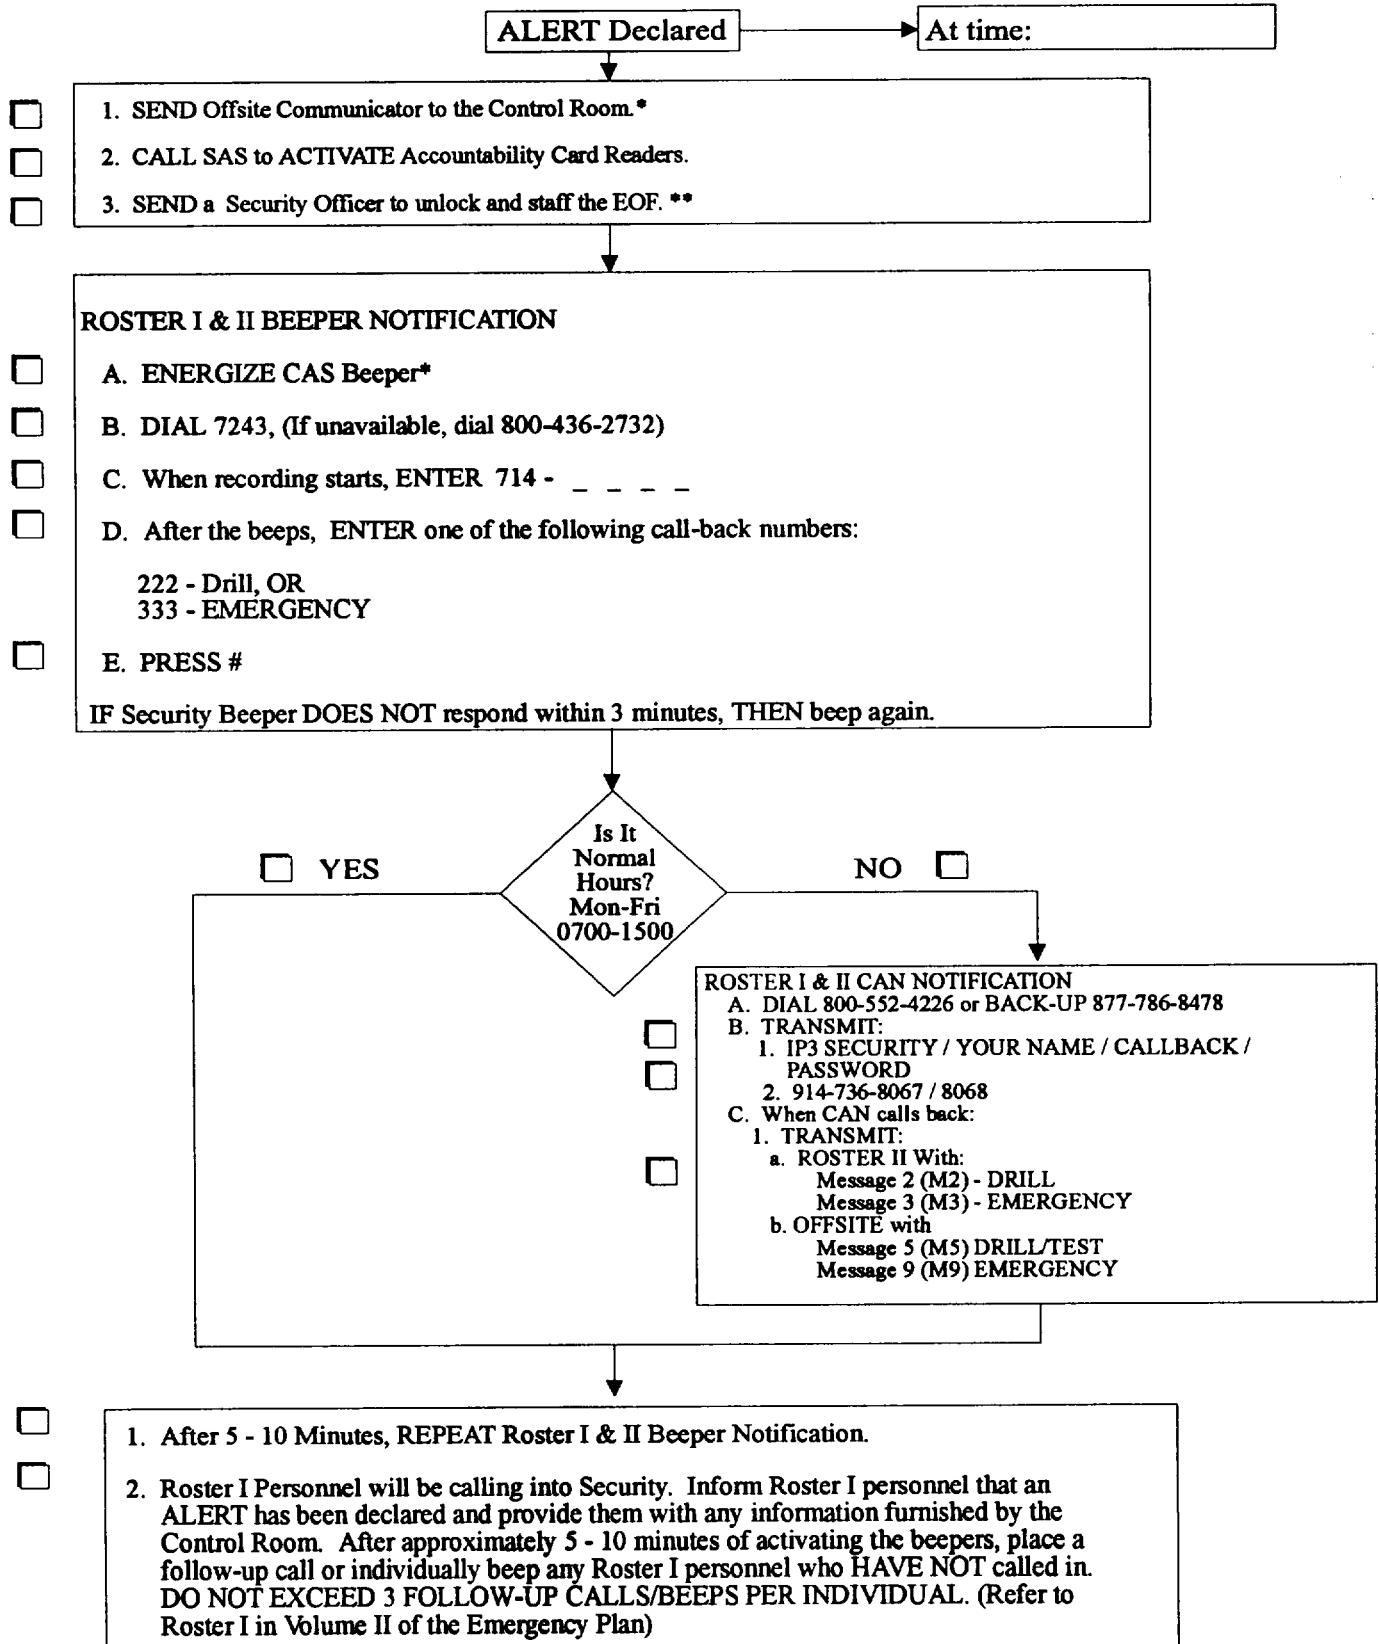 ALERT Declared
At time:
1. SEND Offsite Communicator to the Control Room.*
2. CALL SAS to ACTIVATE Accountability Card Readers.
3. SEND a Security Officer to unlock and staff the EOF. **
ROSTER I & II BEEPER NOTIFICATION
A. ENERGIZE CAS Beeper*
B. DIAL 7243, (If unavailable, dial 800-436-2732)
C. When recording starts, ENTER 714 - _ _ _ _
D. After the beeps, ENTER one of the following call-back numbers:
222 - Drill, OR
333 - EMERGENCY
E. PRESS #
IF Security Beeper DOES NOT respond within 3 minutes, THEN beep again.
Is It
Normal
Hours?
Mon-Fri
0700-1500
YES
NO
ROSTER I & II CAN NOTIFICATION
A. DIAL 800-552-4226 or BACK-UP 877-786-8478
B. TRANSMIT:
1. IP3 SECURITY / YOUR NAME / CALLBACK /
PASSWORD
2. 914-736-8067 / 8068
C. When CAN calls back:
1. TRANSMIT:
a. ROSTER II With:
Message 2 (M2) - DRILL
Message 3 (M3) - EMERGENCY
b. OFFSITE with
Message 5 (M5) DRILL/TEST
Message 9 (M9) EMERGENCY
1. After 5 - 10 Minutes, REPEAT Roster I & II Beeper Notification.
2. Roster I Personnel will be calling into Security. Inform Roster I personnel that an
ALERT has been declared and provide them with any information furnished by the
Control Room. After approximately 5 - 10 minutes of activating the beepers, place a
follow-up call or individually beep any Roster I personnel who HAVE NOT called in.
DO NOT EXCEED 3 FOLLOW-UP CALLS/BEEPS PER INDIVIDUAL. (Refer to
Roster I in Volume II of the Emergency Plan)